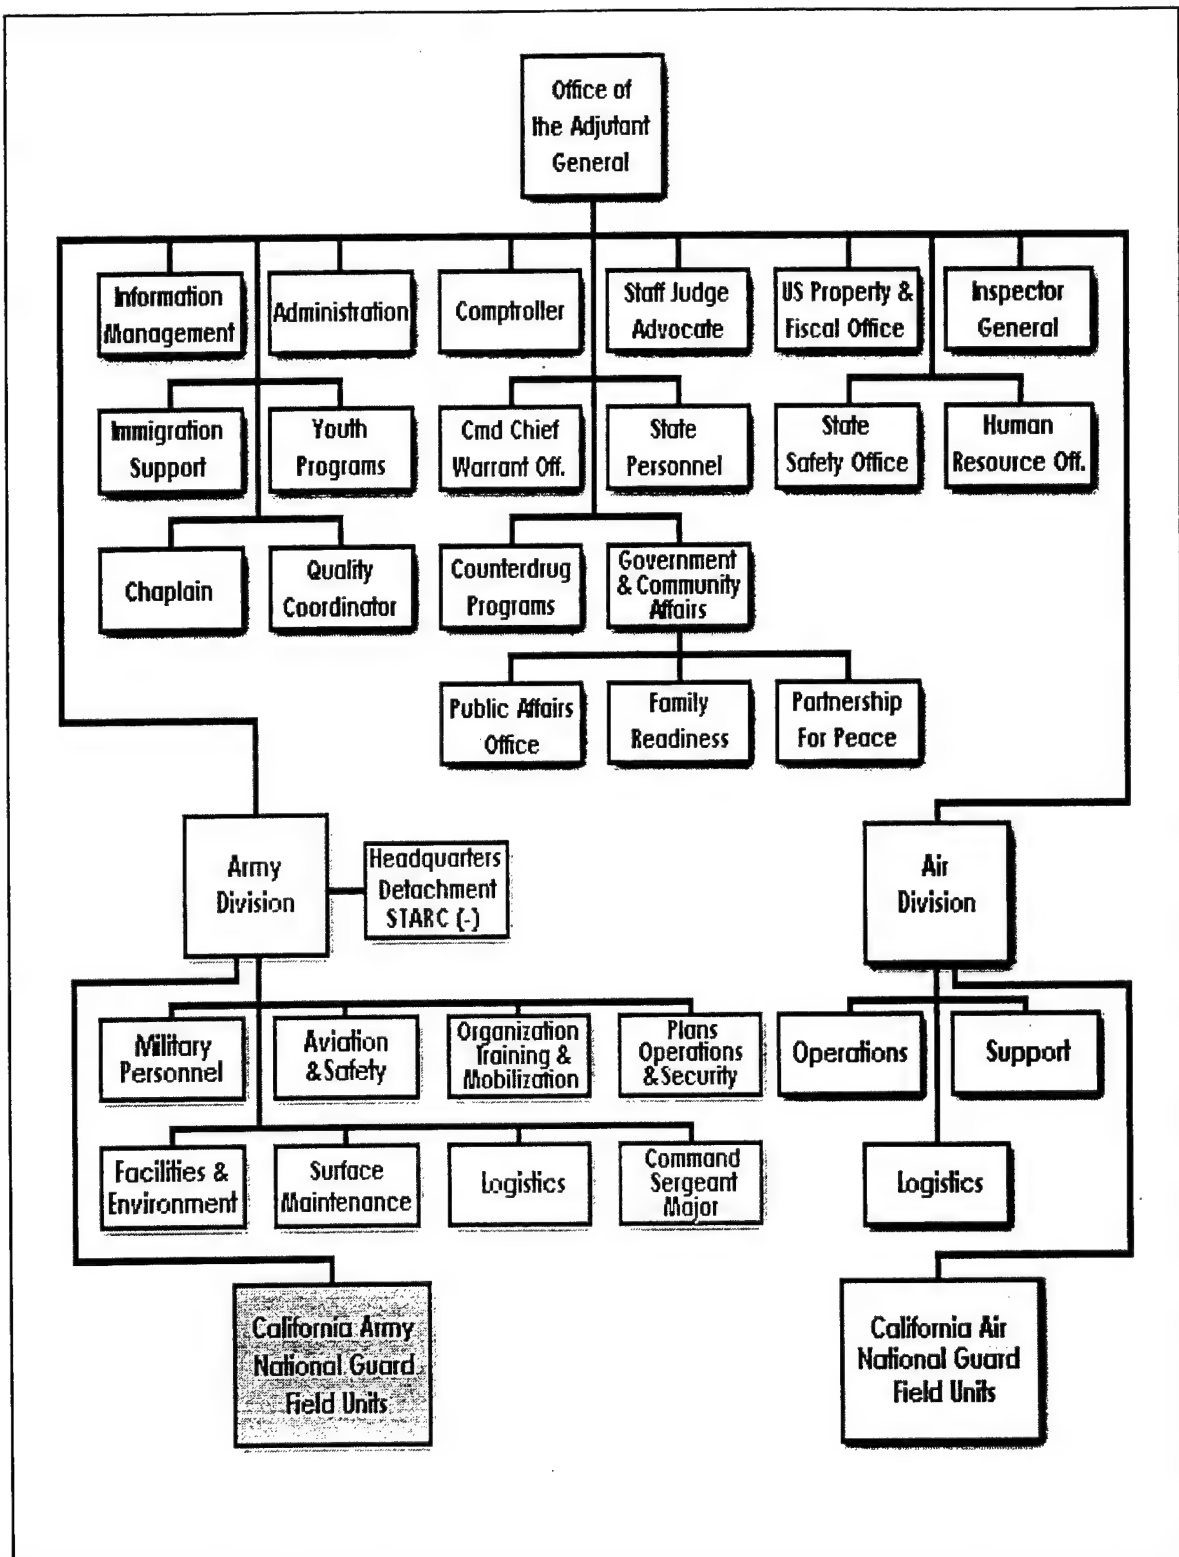 Office of
the Adjutant
General
Information
Management
Administration
Comptroller
Staff Judge
Advocate
US Property &
Fiscal Office
Inspector
General
Immigration
Support
Youth
Programs
Cmd Chief
Warrant Off.
State
Personnel
State
Safety Office
Human
Resource Off.
Chaplain
Quality
Coordinator
Counterdrug
Programs
Government
& Community
Affairs
Public Affairs
Office
Family
Readiness
Partnership
For Peace
Army
Division
Headquarters
Detachment
STARC (-)
Air
Division
Military
Personnel
Aviation
& Safety
Organization
Training &
Mobilization
Plans
Operations
& Security
Operations
Support
Facilities &
Environment
Surface
Maintenance
Logistics
Command
Sergeant
Major
Logistics
California Army
National Guard
Field Units
California Air
National Guard
Field Units